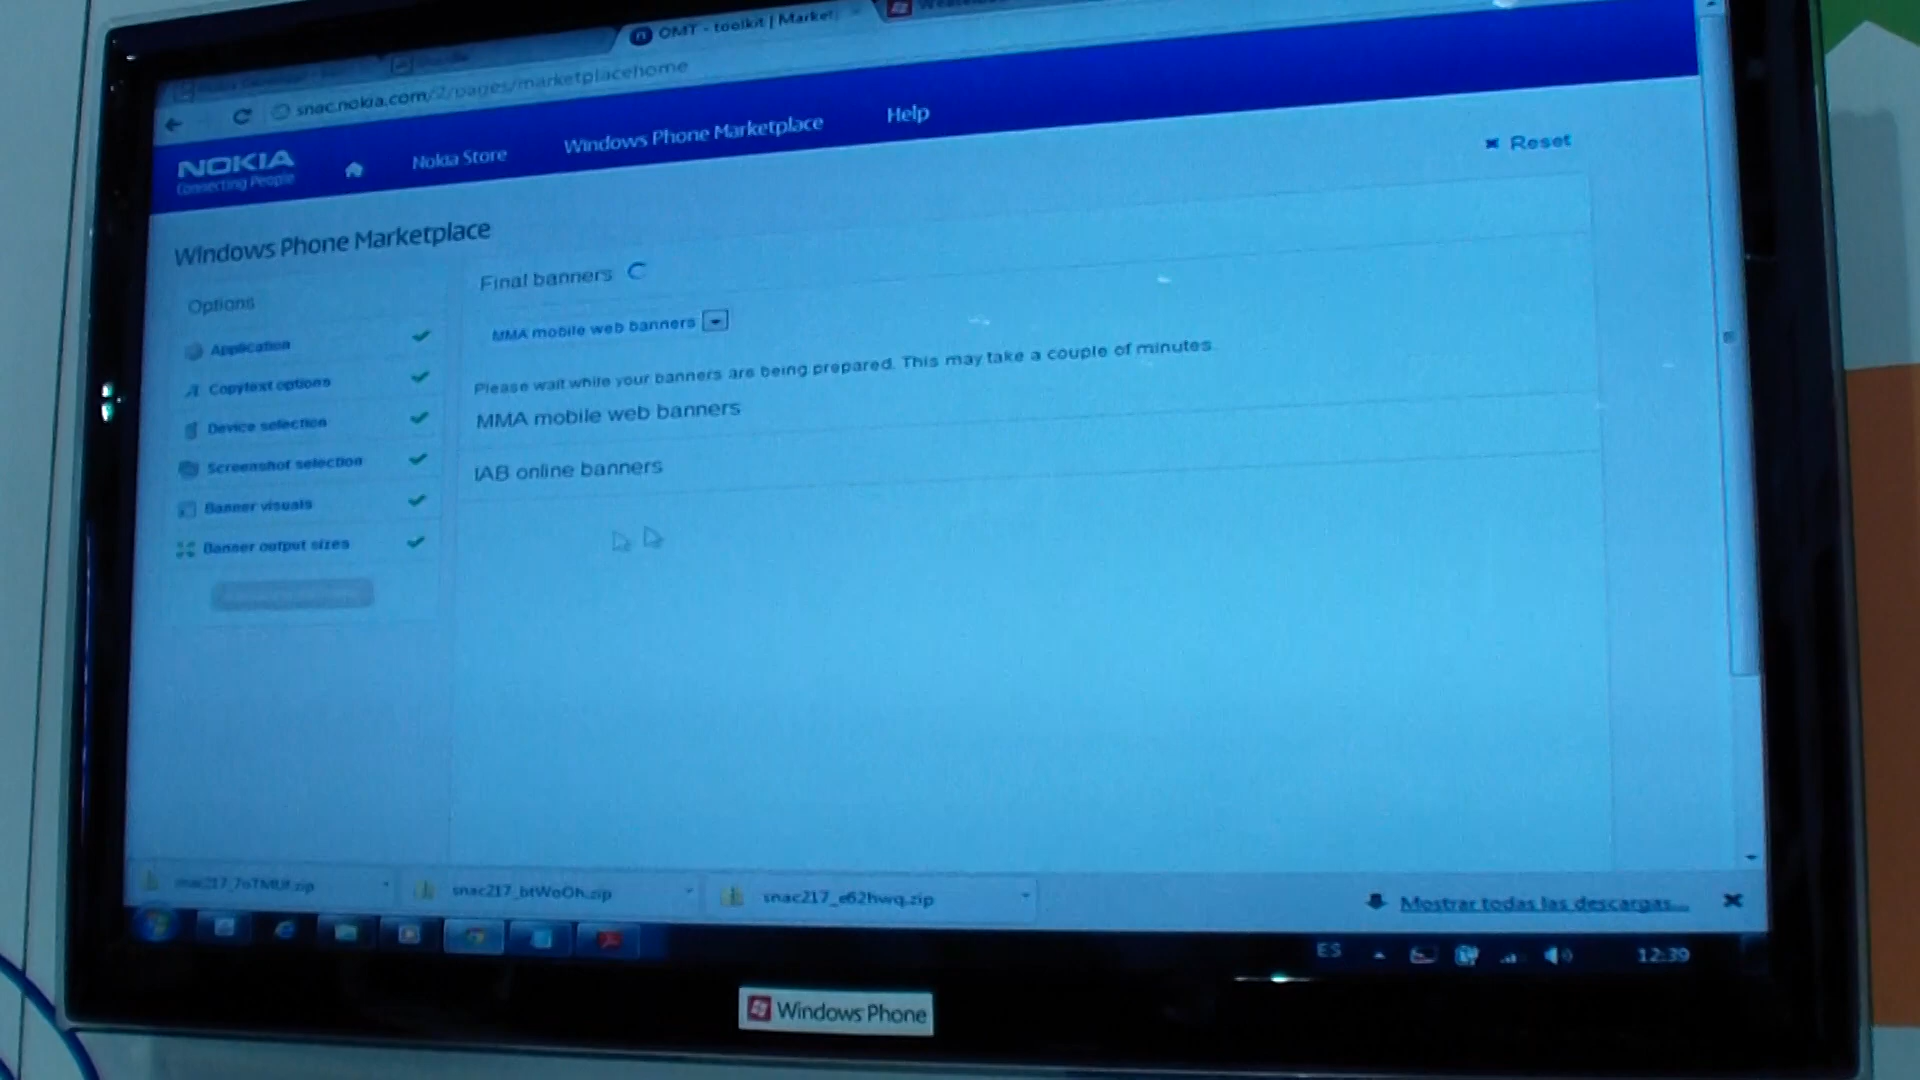 OMT - toolkit | Market
snac.nokia.com/2/pages/marketplacehome
NOKIA
Connecting People
Nokia Store
Windows Phone Marketplace
Help
Reset
Windows Phone Marketplace
Options
Application
Copytext options
Device selection
Screenshot selection
Banner visuals
Banner output sizes
Final banners
MMA mobile web banners
Please wait while your banners are being prepared. This may take a couple of minutes.
MMA mobile web banners
IAB online banners
snac217_btWoOh.zip
snac217_e62hwq.zip
Mostrar todas las descargas...
ES
12:39
Windows Phone